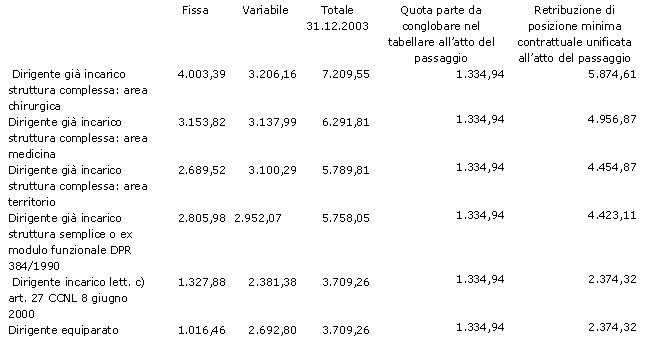 Fissa Variabile Totale 31.12.2003 Quota parte da conglobare nel tabellare all'atto del passaggio Retribuzione di posizione minima contrattuale unificata all'atto del passaggio
Dirigente già incarico 4.003,39 3.206,16 7.209,55 1.334,94 5.874,61
struttura complessa: area
chirurgica
Dirigente già incarico 3.153,82 3.137,99 6.291,81 1.334,94 4.956,87
struttura complessa: area
medicina
Dirigente già incarico 2.689,52 3.100,29 5.789,81 1.334,94 4.454,87
struttura complessa: area
territorio
Dirigente già incarico 2.805,98 2.952,07 5.758,05 1.334,94 4.423,11
struttura semplice o ex
modulo funzionale DPR
384/1990
Dirigente incarico lett. c) 1.327,88 2.381,38 3.709,26 1.334,94 2.374,32
art. 27 CCNL 8 giugno
2000
Dirigente equiparato 1.016,46 2.692,80 3.709,26 1.334,94 2.374,32